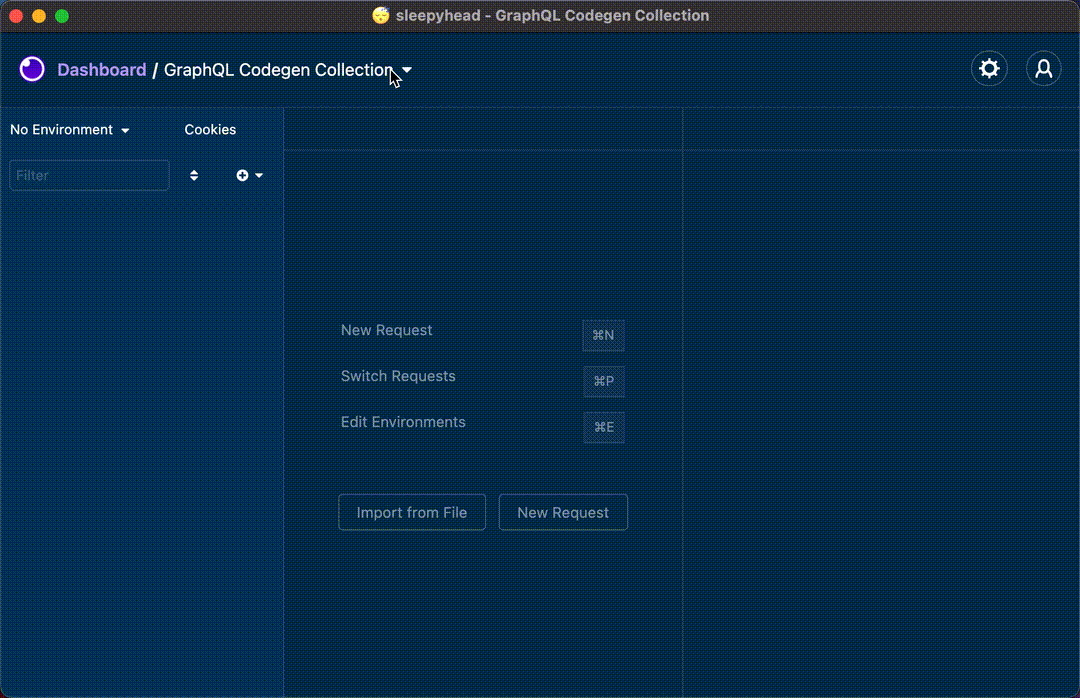 😴 sleepyhead - GraphQL Codegen Collection
Dashboard / GraphQL Codegen Collection
No Environment
Cookies
Filter
New Request ⌘N
Switch Requests ⌘P
Edit Environments ⌘E
Import from File
New Request